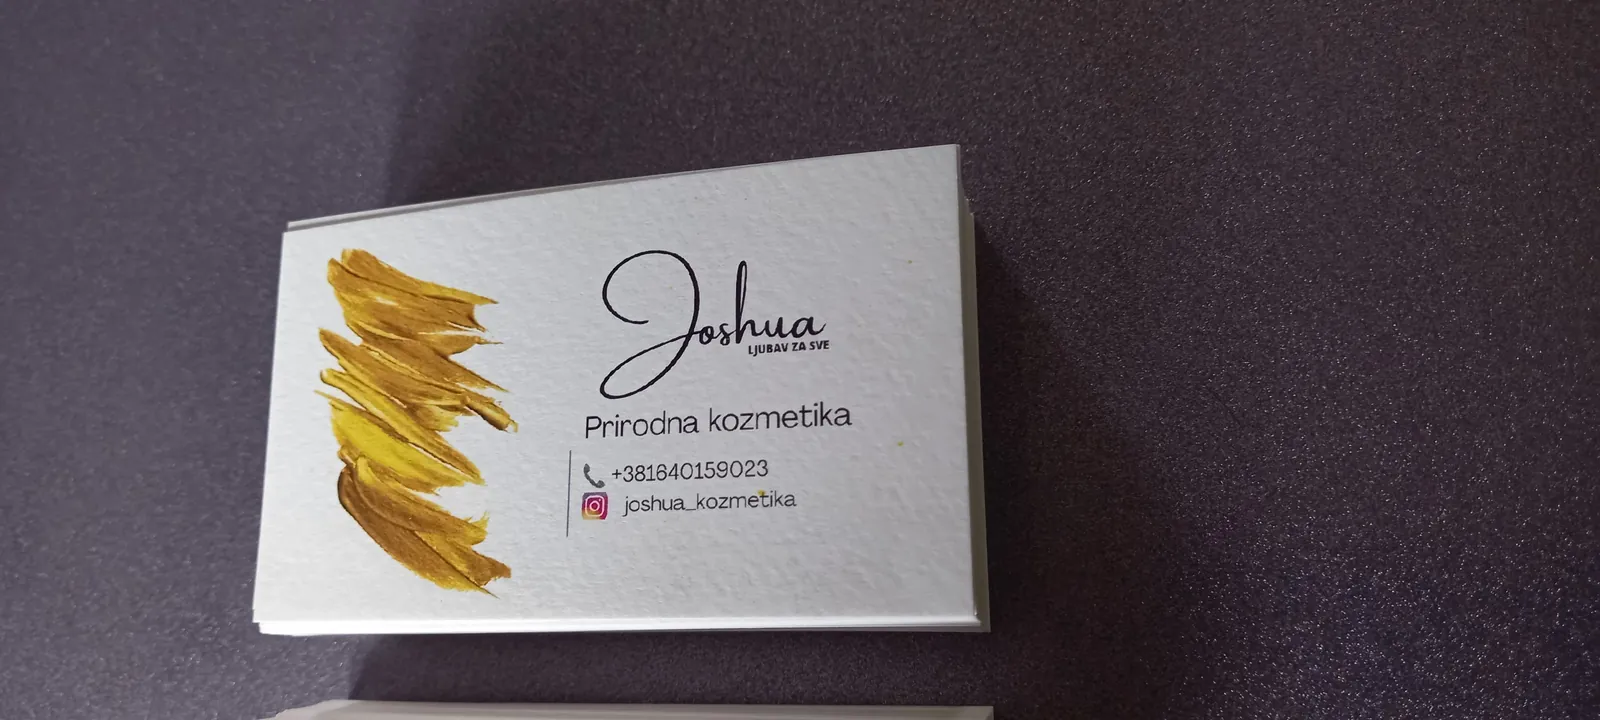 Joshua
LJUBAV ZA SVE
Prirodna kozmetika
+381640159023
joshua_kozmetika